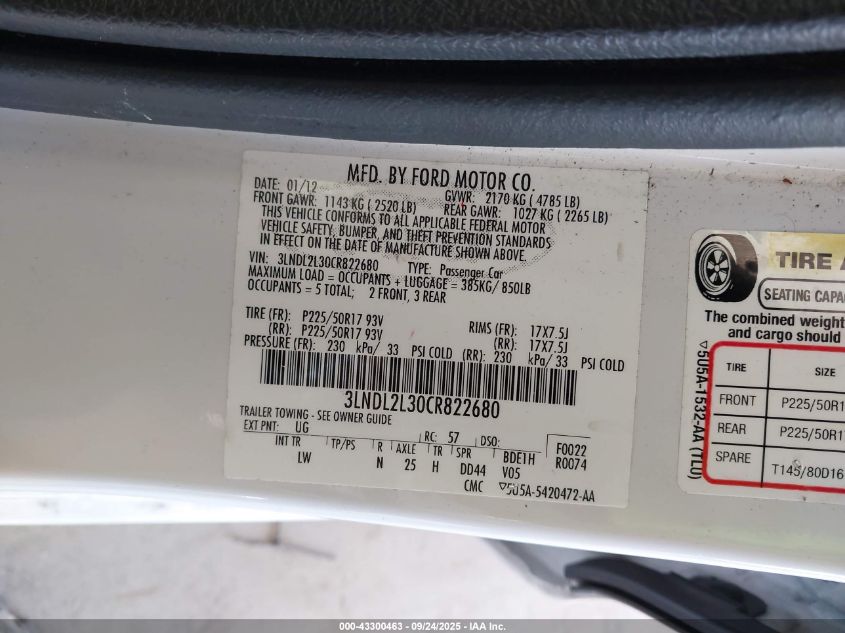 MFD. BY FORD MOTOR CO.
DATE: 01/12 GVWR: 2170 KG ( 4785 LB)
FRONT GAWR: 1143 KG ( 2520 LB) REAR GAWR: 1027 KG ( 2265 LB)
THIS VEHICLE CONFORMS TO ALL APPLICABLE FEDERAL MOTOR
VEHICLE SAFETY, BUMPER, AND THEFT PREVENTION STANDARDS
IN EFFECT ON THE DATE OF MANUFACTURE SHOWN ABOVE.
VIN: 3LNDL2L30CR822680 TYPE: Passenger Car
MAXIMUM LOAD = OCCUPANTS + LUGGAGE = 385KG/ 850LB
OCCUPANTS = 5 TOTAL; 2 FRONT, 3 REAR
TIRE (FR): P225/50R17 93V RIMS (FR): 17X7.5J
(RR): P225/50R17 93V (RR): 17X7.5J
PRESSURE (FR): 230 kPa/ 33 PSI COLD (RR): 230 kPa/ 33 PSI COLD
3LNDL2L30CR822680
TRAILER TOWING - SEE OWNER GUIDE
EXT PNT: UG RC: 57 DSO: F0022
INT TR TP/PS R AXLE TR SPR BDE1H R0074
LW N 25 H DD44 V05
CMC ▽5U5A-5420472-AA
TIRE A
SEATING CAPA
The combined weight
and cargo should
TIRE SIZE
FRONT P225/50R1
REAR P225/50R1
SPARE T145/80D16
▽505A-1532-AA (TLU)
000-43300463 - 09/24/2025 - IAA Inc.